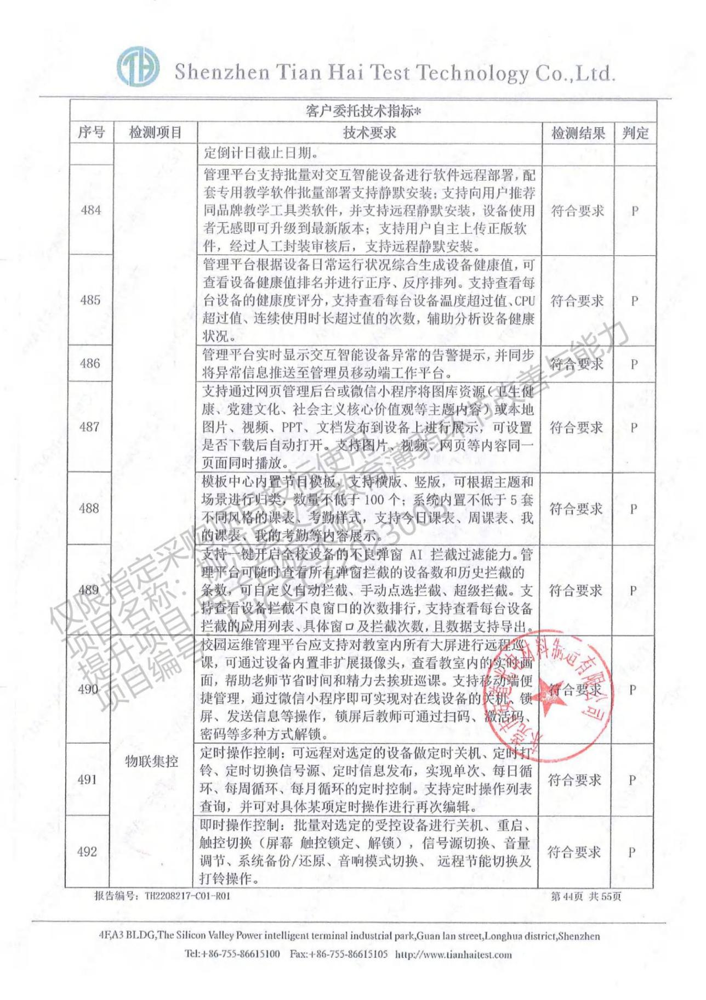 Shenzhen Tian Hai Test Technology Co.,Ltd.
客户委托技术指标*
序号 检测项目 技术要求 检测结果 判定
定倒计日截止日期。
484
管理平台支持批量对交互智能设备进行软件远程部署,配
套专用教学软件批量部署支持静默安装;支持向用户推荐
同品牌教学工具类软件，并支持远程静默安装，设备使用
者无感即可升级到最新版本；支持用户自主上传正版软
件，经过人工封装审核后，支持远程静默安装。
符合要求 P
485
管理平台根据设备日常运行状况综合生成设备健康值,可
查看设备健康值排名并进行正序、反序排列。支持查看每
台设备的健康度评分,支持查看每台设备温度超过值、CPU
超过值、连续使用时长超过值的次数，辅助分析设备健康
状况。
符合要求 P
486
管理平台实时显示交互智能设备异常的告警提示,并同步
将异常信息推送至管理员移动端工作平台。
符合要求 P
487
支持通过网页管理后台或微信小程序将图库资源（卫生健
康、党建文化、社会主义核心价值观等主题内容）或本地
图片、视频、PPT、文档发布到设备上进行展示，可设置
是否下载后自动打开。支持图片、视频、网页等内容同一
页面同时播放。
符合要求 P
488
模板中心内置节目模板，支持横版、竖版，可根据主题和
场景进行归类，数量不低于 100 个；系统内置不低于 5 套
不同风格的课表、考勤样式，支持今日课表、周课表、我
的课表、我的考勤等内容展示。
符合要求 P
489
支持一键开启全校设备的不良弹窗 AI 拦截过滤能力。管
理平台可随时查看所有弹窗拦截的设备数和历史拦截的
条数，可自定义自动拦截、手动点选拦截、超级拦截。支
持查看设备拦截不良窗口的次数排行,支持查看每台设备
拦截的应用列表、具体窗口及拦截次数,且数据支持导出。
符合要求 P
490
校园运维管理平台应支持对教室内所有大屏进行远程巡
课，可通过设备内置非扩展摄像头，查看教室内的实时画
面，帮助老师节省时间和精力去挨班巡课。支持移动端便
捷管理，通过微信小程序即可实现对在线设备的关机、锁
屏、发送信息等操作，锁屏后教师可通过扫码、激活码、
密码等多种方式解锁。
符合要求 P
物联集控
491
定时操作控制：可远程对选定的设备做定时关机、定时打
铃、定时切换信号源、定时信息发布，实现单次、每日循
环、每周循环、每月循环的定时控制。支持定时操作列表
查询，并可对具体某项定时操作进行再次编辑。
符合要求 P
492
即时操作控制：批量对选定的受控设备进行关机、重启、
触控切换（屏幕 触控锁定、解锁），信号源切换、音量
调节、系统备份/还原、音响模式切换、 远程节能切换及
打铃操作。
符合要求 P
仅限指定采购项目投标使用
项目名称：
义务教育薄弱环节改善与能力
提升项目-电子白板采购
项目编号：LHCGCZ2023003
光电材料制造有限公司
报告编号：TH2208217-C01-R01 第 44页 共 55页
4F,A3 BLDG,The Silicon Valley Power intelligent terminal industrial park,Guan lan street,Longhua district,Shenzhen
Tel:+86-755-86615100 Fax:+86-755-86615105 http://www.tianhaitest.com